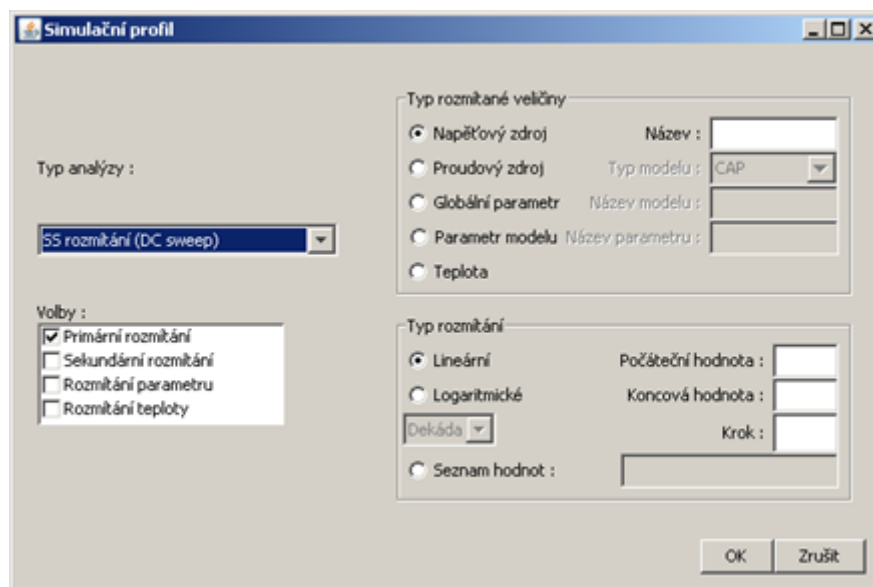 Simulační profil
Typ analýzy :
SS rozmítání (DC sweep)
Volby :
Primární rozmítání
Sekundární rozmítání
Rozmítání parametru
Rozmítání teploty
Typ rozmítané veličiny
Napěťový zdroj Název :
Proudový zdroj Typ modelu : CAP
Globální parametr Název modelu :
Parametr modelu Název parametru :
Teplota
Typ rozmítání
Lineární Počáteční hodnota :
Logaritmické Koncová hodnota :
Dekáda Krok :
Seznam hodnot :
OK Zrušit